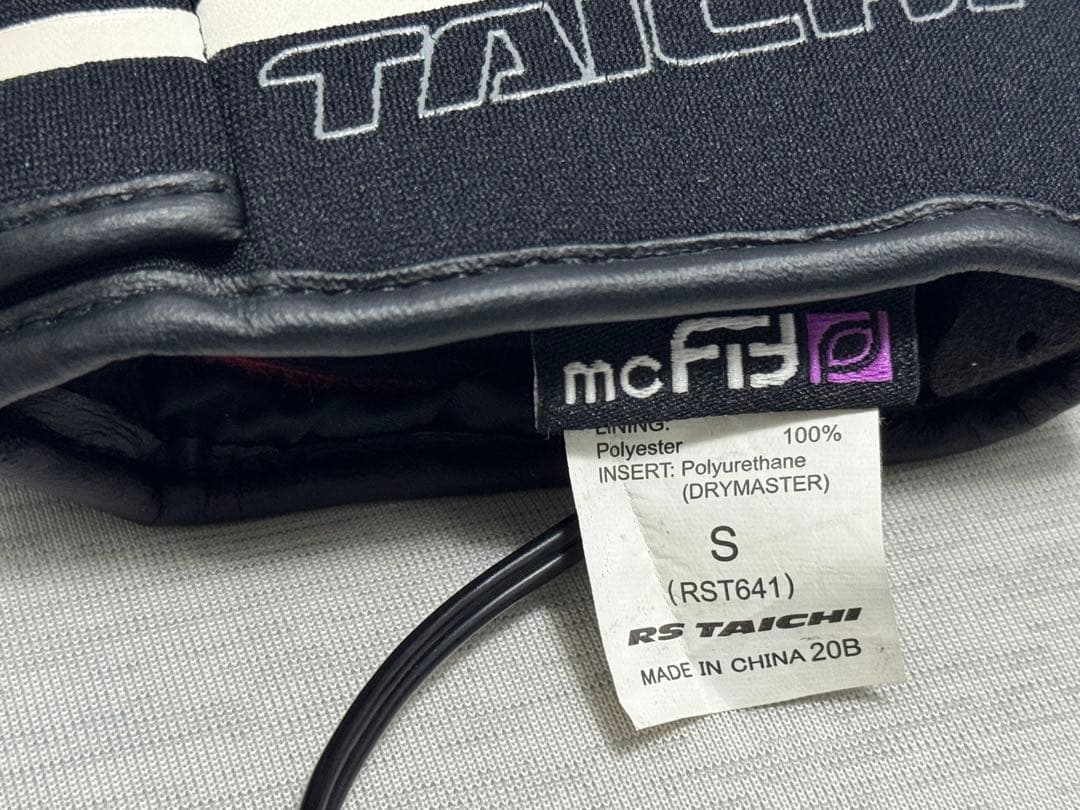 TAICHI
mcFit
LINING:
Polyester 100%
INSERT: Polyurethane
(DRYMASTER)
S
(RST641)
RS TAICHI
MADE IN CHINA 20B